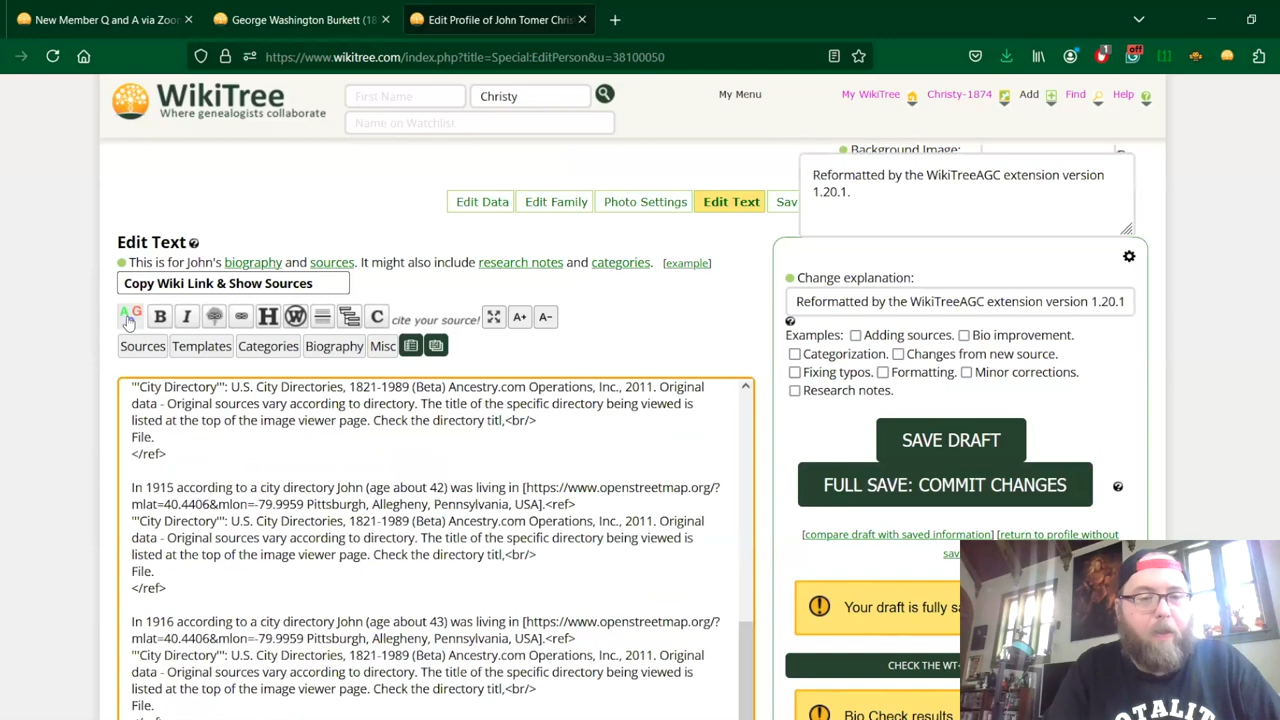 New Member Q and A via Zoo
George Washington Burkett (18
Edit Profile of John Tomer Chris
https://www.wikitree.com/index.php?title=Special:EditPerson&u=38100050
1
off
WikiTree
Where genealogists collaborate
First Name
Christy
Name on Watchlist
My Menu
My WikiTree
Christy-1874
Add
Find
Help
Background Image:
Reformatted by the WikiTreeAGC extension version
1.20.1.
Edit Data
Edit Family
Photo Settings
Edit Text
Sav
Edit Text
This is for John's biography and sources. It might also include research notes and categories. [example]
Copy Wiki Link & Show Sources
Change explanation:
Reformatted by the WikiTreeAGC extension version 1.20.1
A G B I H W C cite your source! A+ A-
Examples: Adding sources. Bio improvement.
Categorization. Changes from new source.
Fixing typos. Formatting. Minor corrections.
Research notes.
Sources Templates Categories Biography Misc
'''City Directory''': U.S. City Directories, 1821-1989 (Beta) Ancestry.com Operations, Inc., 2011. Original
data - Original sources vary according to directory. The title of the specific directory being viewed is
listed at the top of the image viewer page. Check the directory titl,<br/>
File.
</ref>
In 1915 according to a city directory John (age about 42) was living in [https://www.openstreetmap.org/?
mlat=40.4406&mlon=-79.9959 Pittsburgh, Allegheny, Pennsylvania, USA].<ref>
'''City Directory''': U.S. City Directories, 1821-1989 (Beta) Ancestry.com Operations, Inc., 2011. Original
data - Original sources vary according to directory. The title of the specific directory being viewed is
listed at the top of the image viewer page. Check the directory titl,<br/>
File.
</ref>
In 1916 according to a city directory John (age about 43) was living in [https://www.openstreetmap.org/?
mlat=40.4406&mlon=-79.9959 Pittsburgh, Allegheny, Pennsylvania, USA].<ref>
'''City Directory''': U.S. City Directories, 1821-1989 (Beta) Ancestry.com Operations, Inc., 2011. Original
data - Original sources vary according to directory. The title of the specific directory being viewed is
listed at the top of the image viewer page. Check the directory titl,<br/>
File.
SAVE DRAFT
FULL SAVE: COMMIT CHANGES
[compare draft with saved information] [return to profile without
Your draft is fully sa
CHECK THE WT
Bio Check results